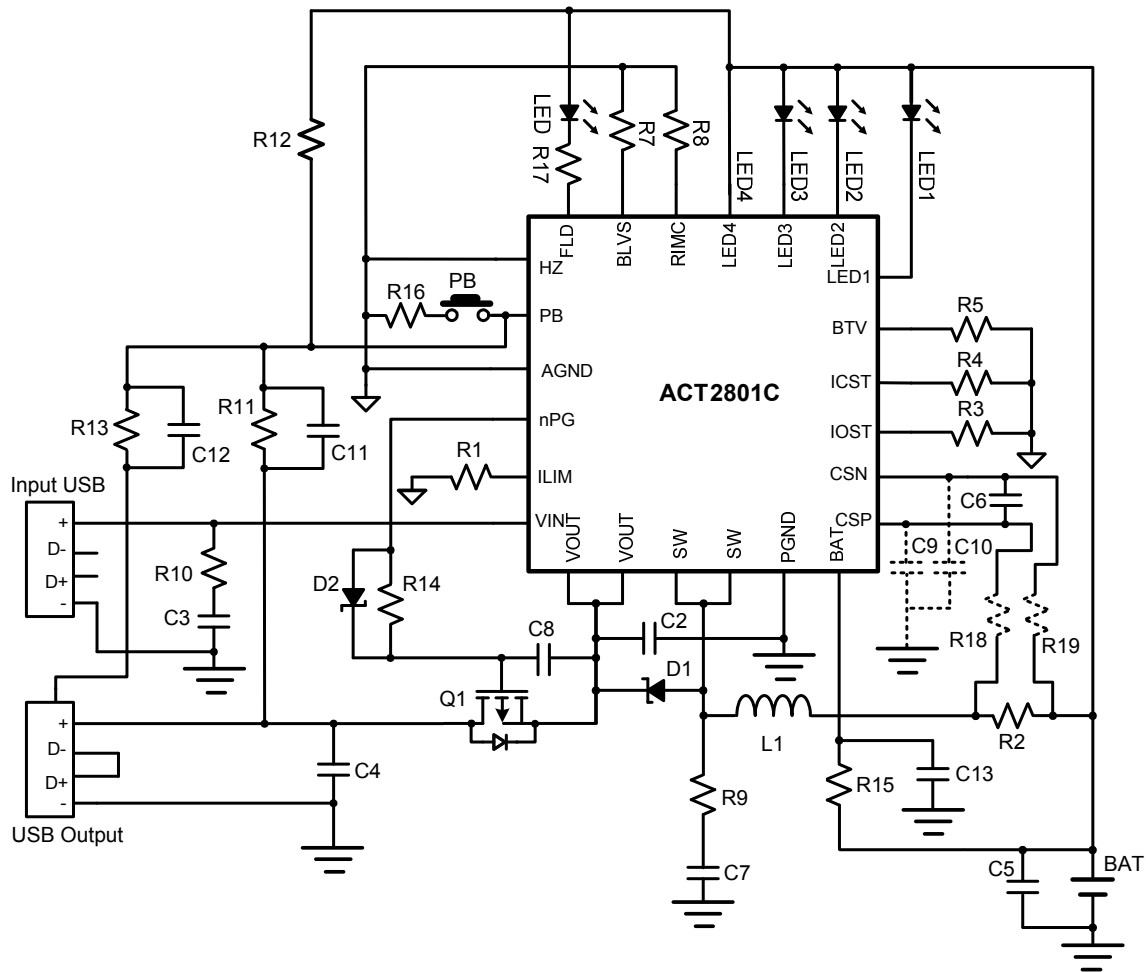 R12
LED
R17
R7
R8
LED4
LED3
LED2
LED1
FLD
BLVS
RIMC
LED4
LED3
LED2
LED1
HZ
PB
R16
PB
AGND
ACT2801C
BTV
R5
ICST
R4
IOST
R3
nPG
R13
C12
R11
C11
R1
ILIM
CSN
C6
CSP
Input USB
+
D-
D+
-
VIN
VOUT
VOUT
SW
SW
PGND
BAT
C9
C10
R10
C3
D2
R14
C8
C2
R18
R19
Q1
D1
L1
R2
+
D-
D+
-
USB Output
C4
R9
R15
C13
C7
C5
BAT